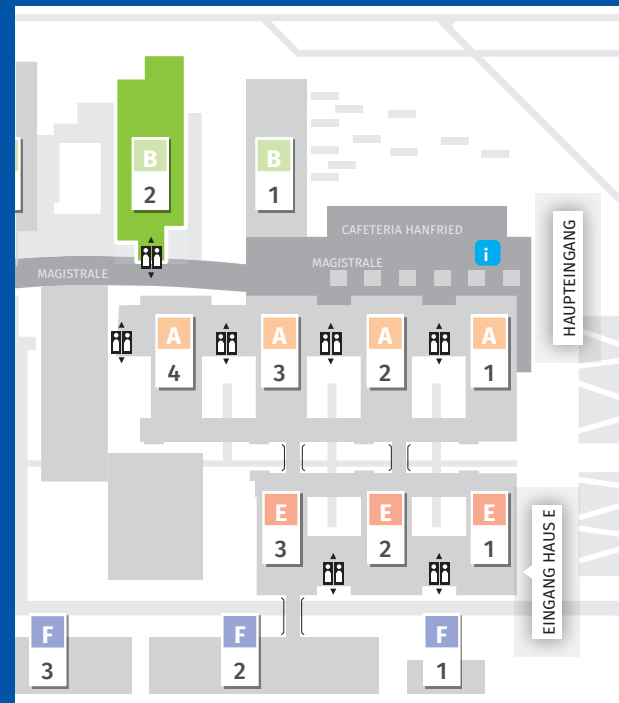 B
2
B
1
CAFETERIA HANFRIED
MAGISTRALE
i
MAGISTRALE
HAUPTEINGANG
A
4
A
3
A
2
A
1
E
3
E
2
E
1
EINGANG HAUS E
F
3
F
2
F
1